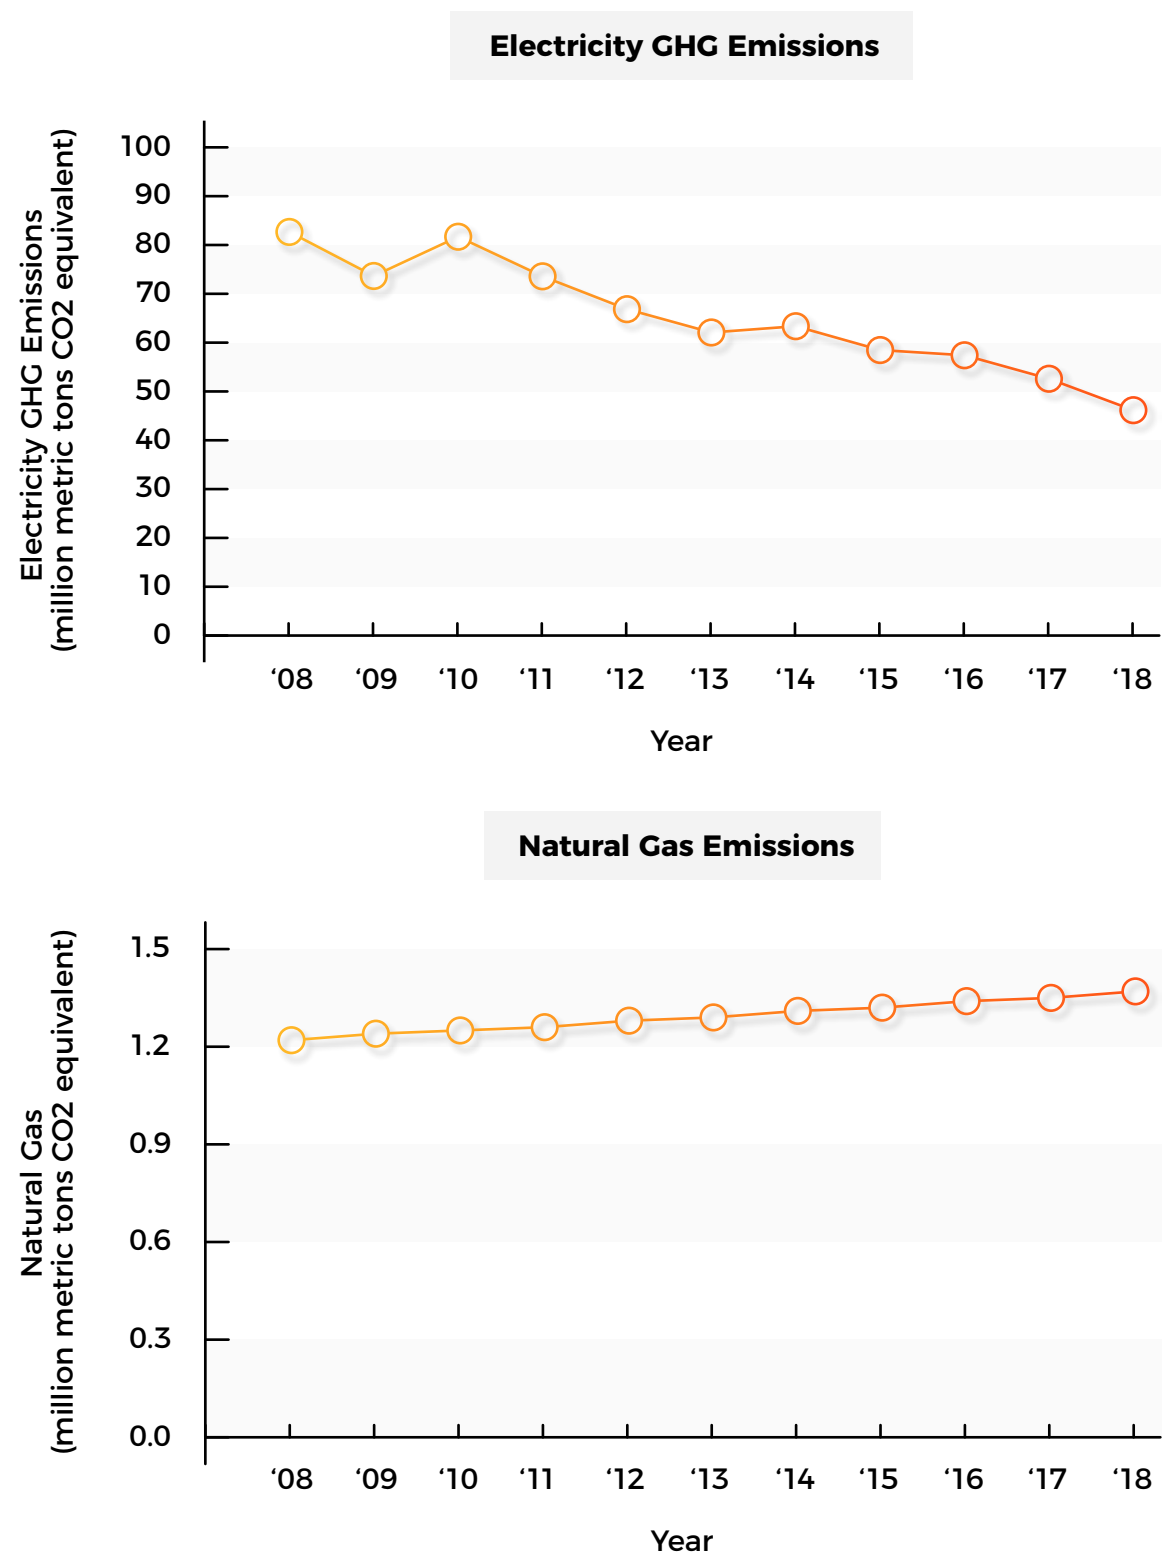 Electricity GHG Emissions
Electricity GHG Emissions
(million metric tons CO2 equivalent)
100
90
80
70
60
50
40
30
20
10
0
‘08 ‘09 ‘10 ‘11 ‘12 ‘13 ‘14 ‘15 ‘16 ‘17 ‘18
Year
Natural Gas Emissions
Natural Gas
(million metric tons CO2 equivalent)
1.5
1.2
0.9
0.6
0.3
0.0
‘08 ‘09 ‘10 ‘11 ‘12 ‘13 ‘14 ‘15 ‘16 ‘17 ‘18
Year